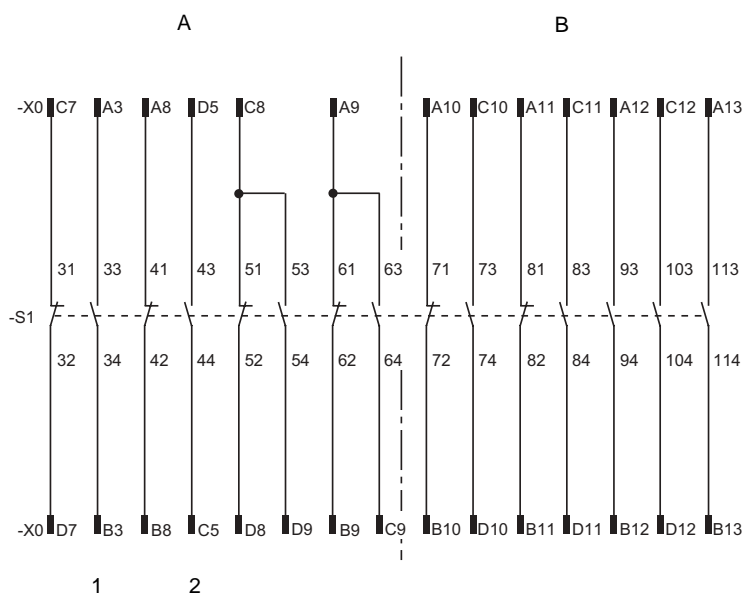 A B
-X0 C7 A3 A8 D5 C8 A9 A10 C10 A11 C11 A12 C12 A13
31 33 41 43 51 53 61 63 71 73 81 83 93 103 113
-S1
32 34 42 44 52 54 62 64 72 74 82 84 94 104 114
-X0 D7 B3 B8 C5 D8 D9 B9 C9 B10 D10 B11 D11 B12 D12 B13
1 2